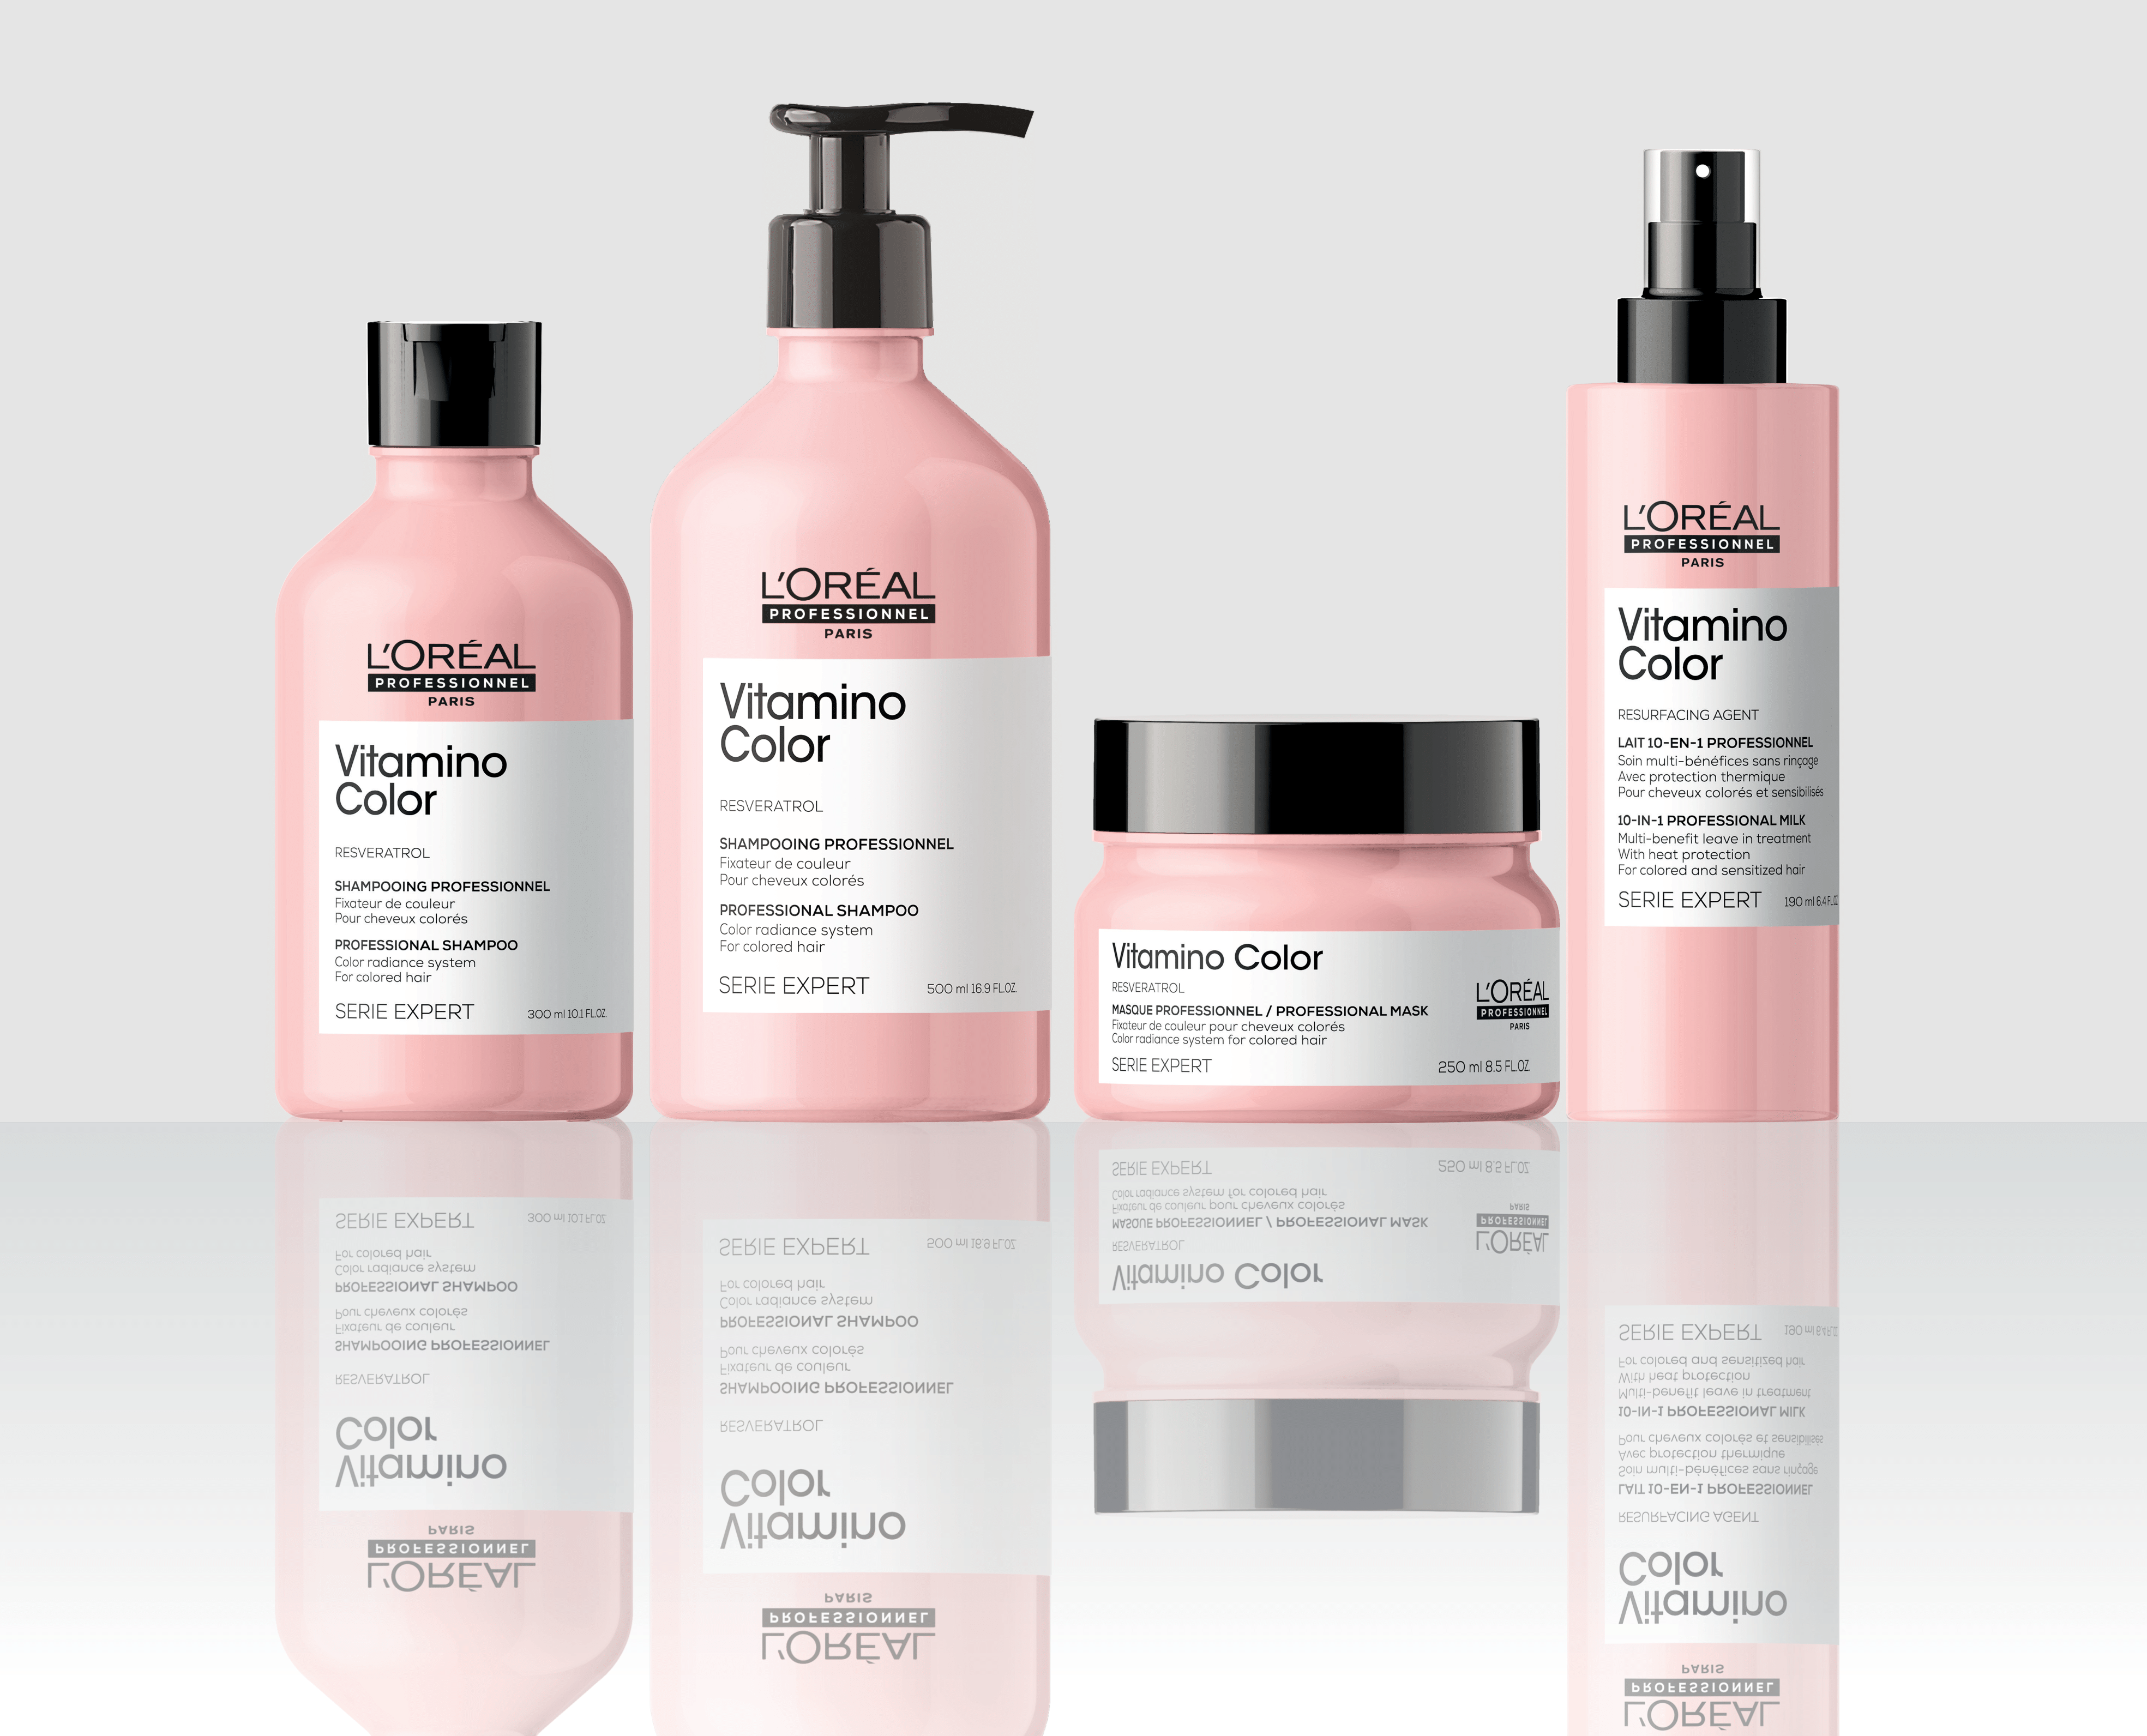 L'ORÉAL
PROFESSIONNEL
PARIS
Vitamino
Color
RESVERATROL
SHAMPOOING PROFESSIONNEL
Fixateur de couleur
Pour cheveux colorés
PROFESSIONAL SHAMPOO
Color radiance system
For colored hair
SERIE EXPERT 300 ml 10.1 FL.OZ.
L'ORÉAL
PROFESSIONNEL
PARIS
Vitamino
Color
RESVERATROL
SHAMPOOING PROFESSIONNEL
Fixateur de couleur
Pour cheveux colorés
PROFESSIONAL SHAMPOO
Color radiance system
For colored hair
SERIE EXPERT 500 ml 16.9 FL.OZ.
Vitamino Color
RESVERATROL
MASQUE PROFESSIONNEL / PROFESSIONAL MASK
Fixateur de couleur pour cheveux colorés
Color radiance system for colored hair
SERIE EXPERT 250 ml 8.5 FL.OZ.
L'ORÉAL
PROFESSIONNEL
PARIS
L'ORÉAL
PROFESSIONNEL
PARIS
Vitamino
Color
RESURFACING AGENT
LAIT 10-EN-1 PROFESSIONNEL
Soin multi-bénéfices sans rinçage
Avec protection thermique
Pour cheveux colorés et sensibilisés
10-IN-1 PROFESSIONAL MILK
Multi-benefit leave in treatment
With heat protection
For colored and sensitized hair
SERIE EXPERT 190 ml 6.4 FL.OZ